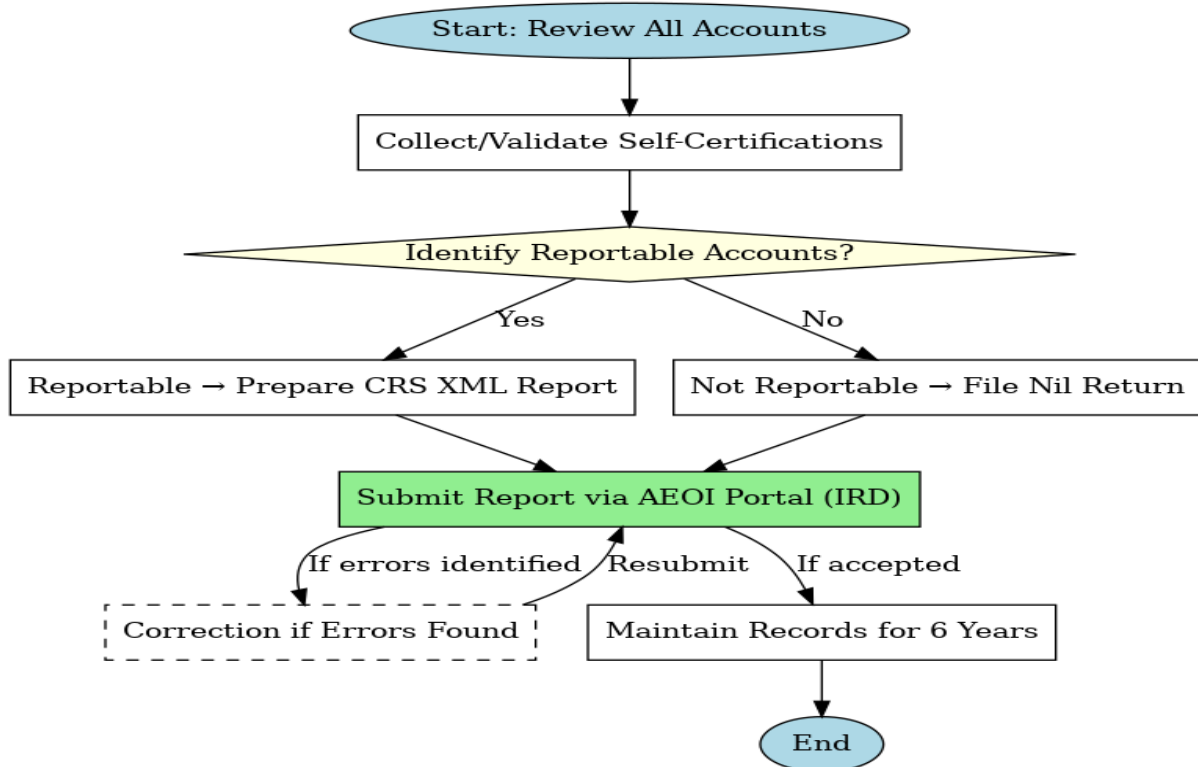 Start: Review All Accounts
Collect/Validate Self-Certifications
Identify Reportable Accounts?
Yes
No
Reportable → Prepare CRS XML Report
Not Reportable → File Nil Return
Submit Report via AEOI Portal (IRD)
If errors identified
Resubmit
If accepted
Correction if Errors Found
Maintain Records for 6 Years
End